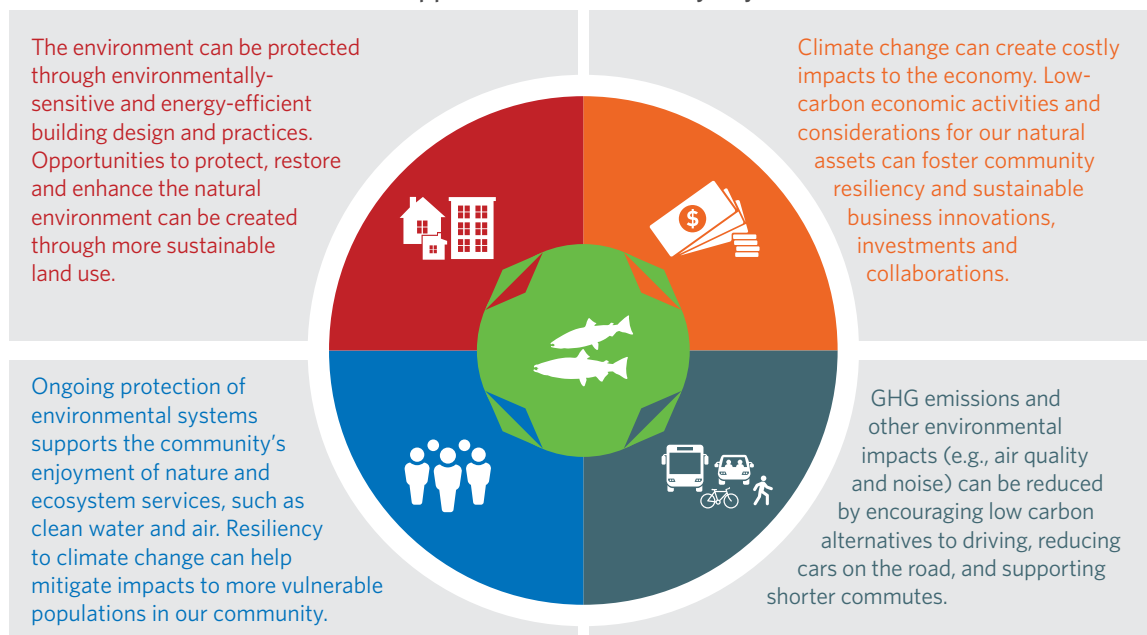 The environment can be protected
through environmentally-
sensitive and energy-efficient
building design and practices.
Opportunities to protect, restore
and enhance the natural
environment can be created
through more sustainable
land use.
Climate change can create costly
impacts to the economy. Low-
carbon economic activities and
considerations for our natural
assets can foster community
resiliency and sustainable
business innovations,
investments and
collaborations.
$
Ongoing protection of
environmental systems
supports the community’s
enjoyment of nature and
ecosystem services, such as
clean water and air. Resiliency
to climate change can help
mitigate impacts to more vulnerable
populations in our community.
GHG emissions and
other environmental
impacts (e.g., air quality
and noise) can be reduced
by encouraging low carbon
alternatives to driving, reducing
cars on the road, and supporting
shorter commutes.